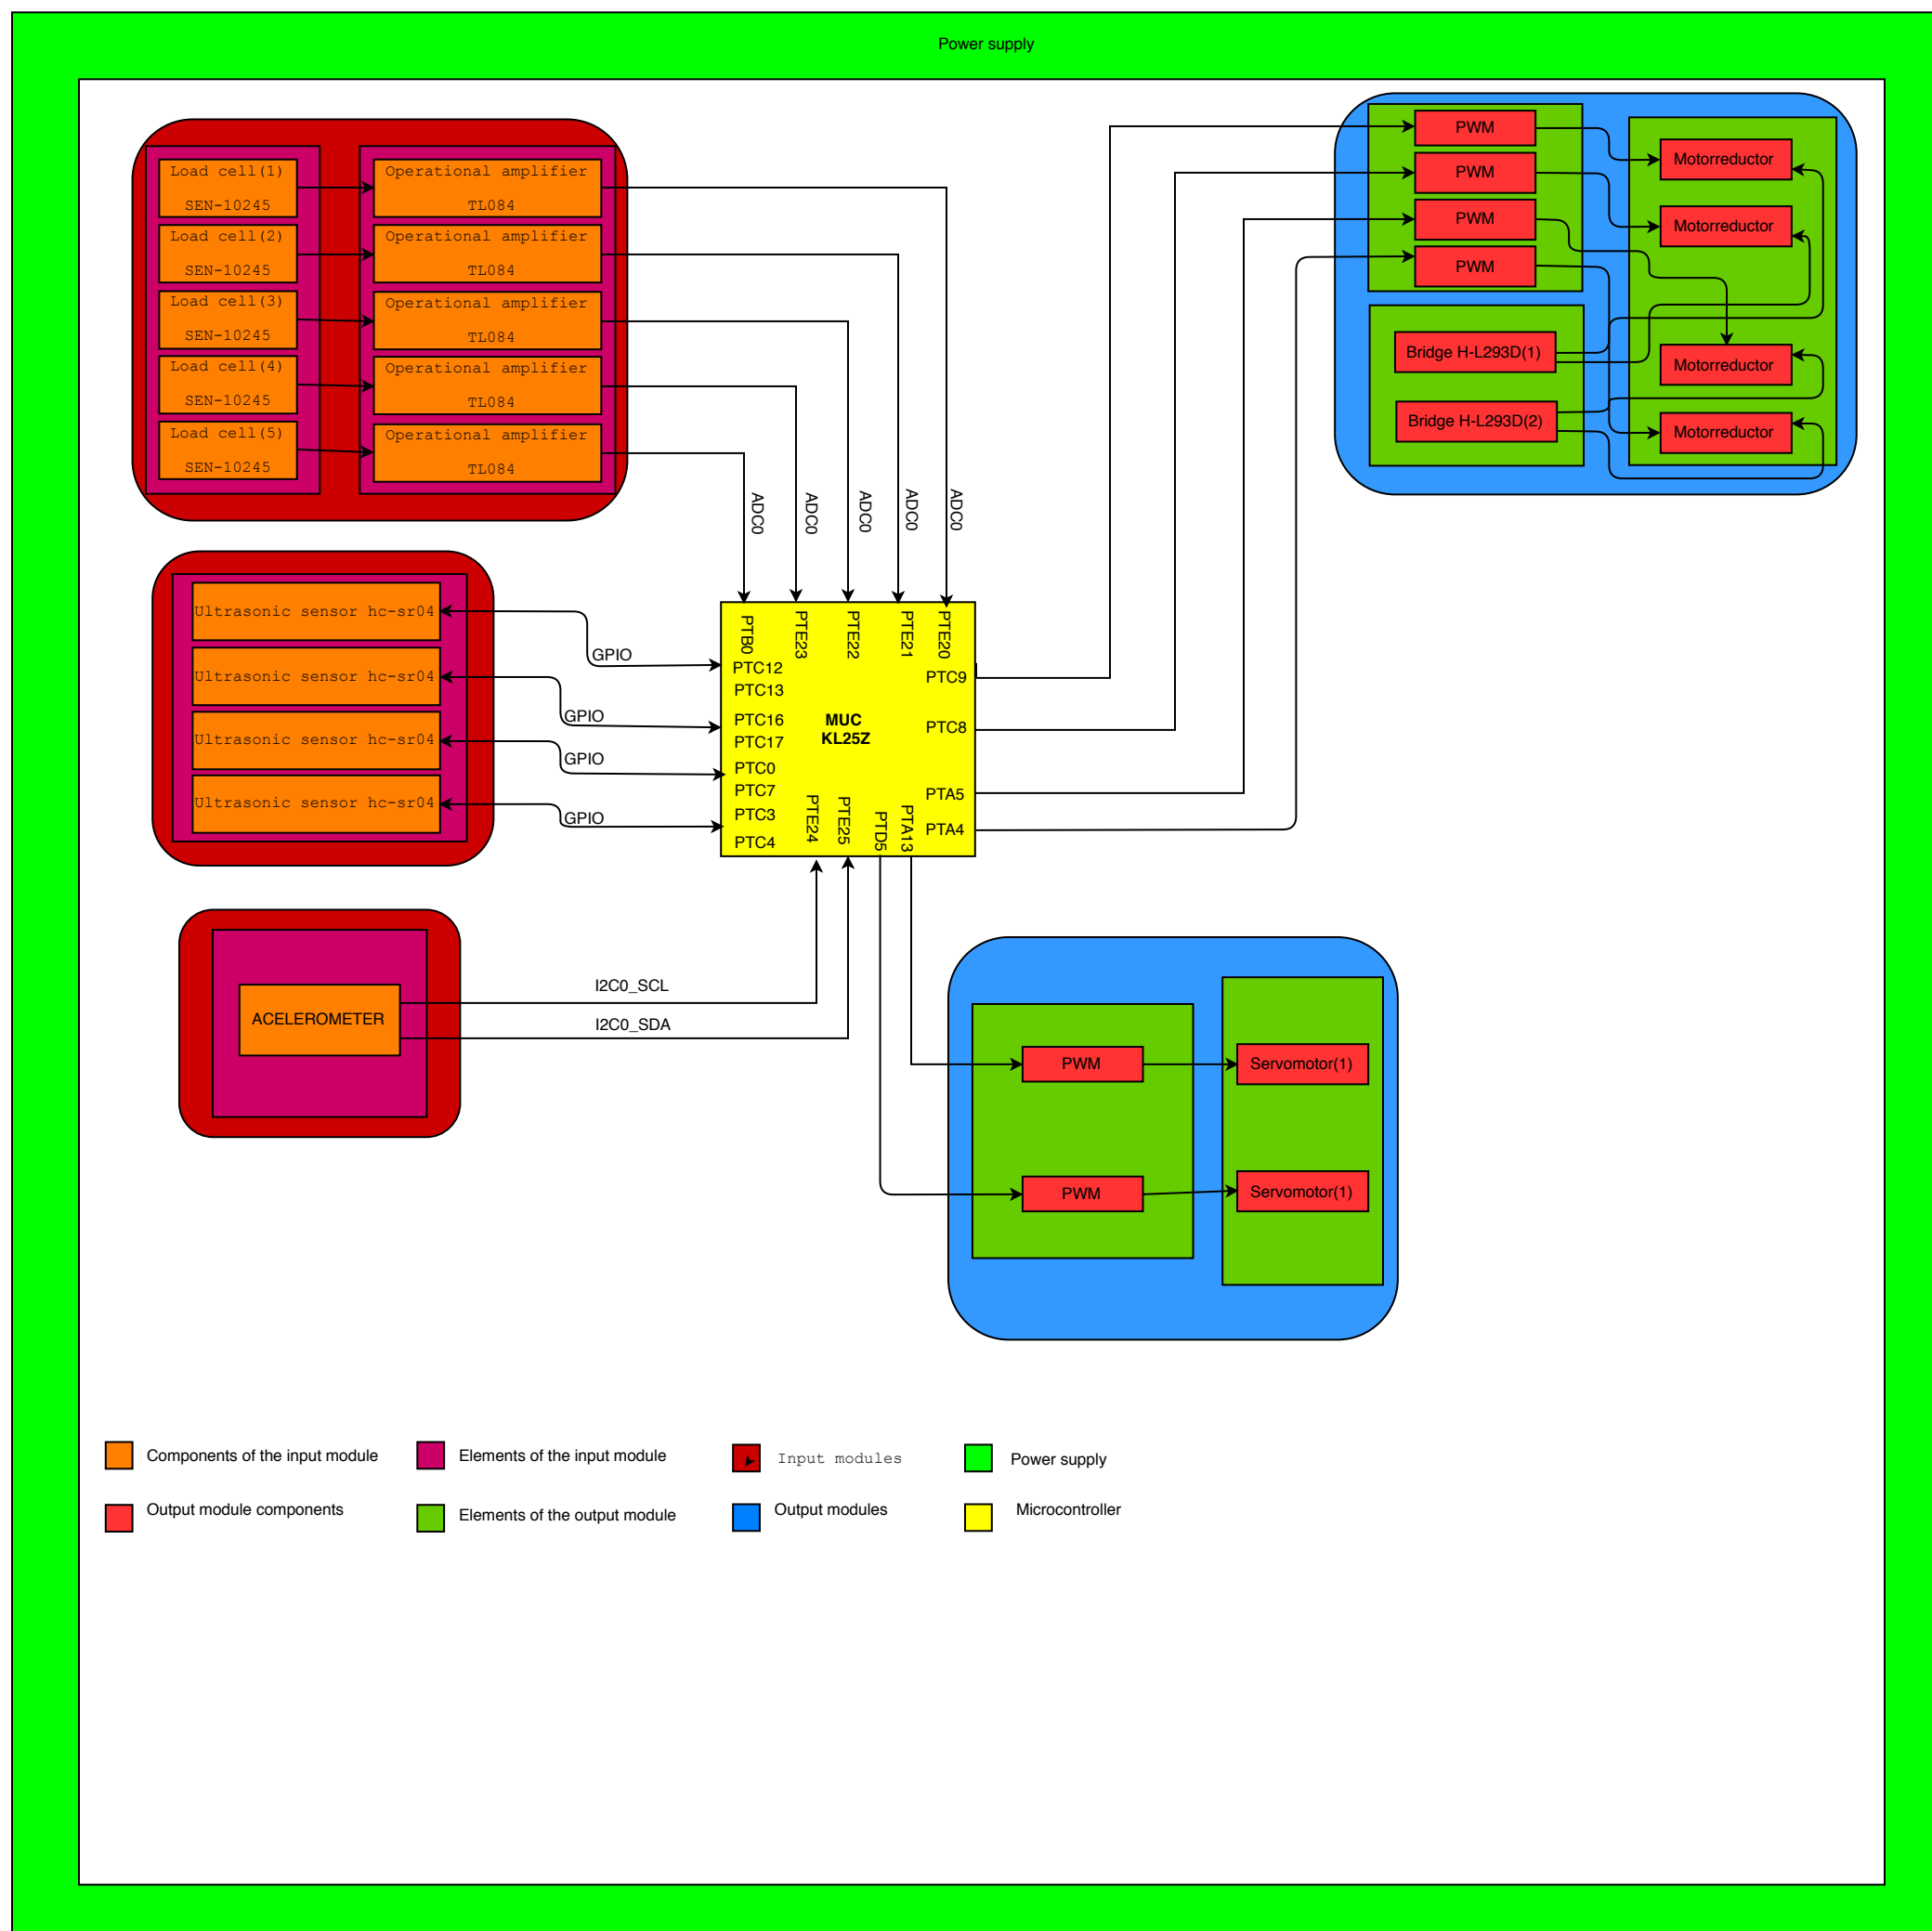 Power supply
Load cell(1)
SEN-10245
Operational amplifier
TL084
Load cell(2)
SEN-10245
Operational amplifier
TL084
Load cell(3)
SEN-10245
Operational amplifier
TL084
Load cell(4)
SEN-10245
Operational amplifier
TL084
Load cell(5)
SEN-10245
Operational amplifier
TL084
PWM
PWM
PWM
PWM
Bridge H-L293D(1)
Bridge H-L293D(2)
Motorreductor
Motorreductor
Motorreductor
Motorreductor
ADC0
ADC0
ADC0
ADC0
ADC0
Ultrasonic sensor hc-sr04
Ultrasonic sensor hc-sr04
Ultrasonic sensor hc-sr04
Ultrasonic sensor hc-sr04
GPIO
GPIO
GPIO
GPIO
PTB0
PTE23
PTE22
PTE21
PTE20
PTC12
PTC13
PTC16
PTC17
PTC0
PTC7
PTC3
PTC4
MUC
KL25Z
PTC9
PTC8
PTA5
PTA4
PTE24
PTE25
PTD5
PTA13
ACELEROMETER
I2C0_SCL
I2C0_SDA
PWM
Servomotor(1)
PWM
Servomotor(1)
Components of the input module
Elements of the input module
Input modules
Power supply
Output module components
Elements of the output module
Output modules
Microcontroller